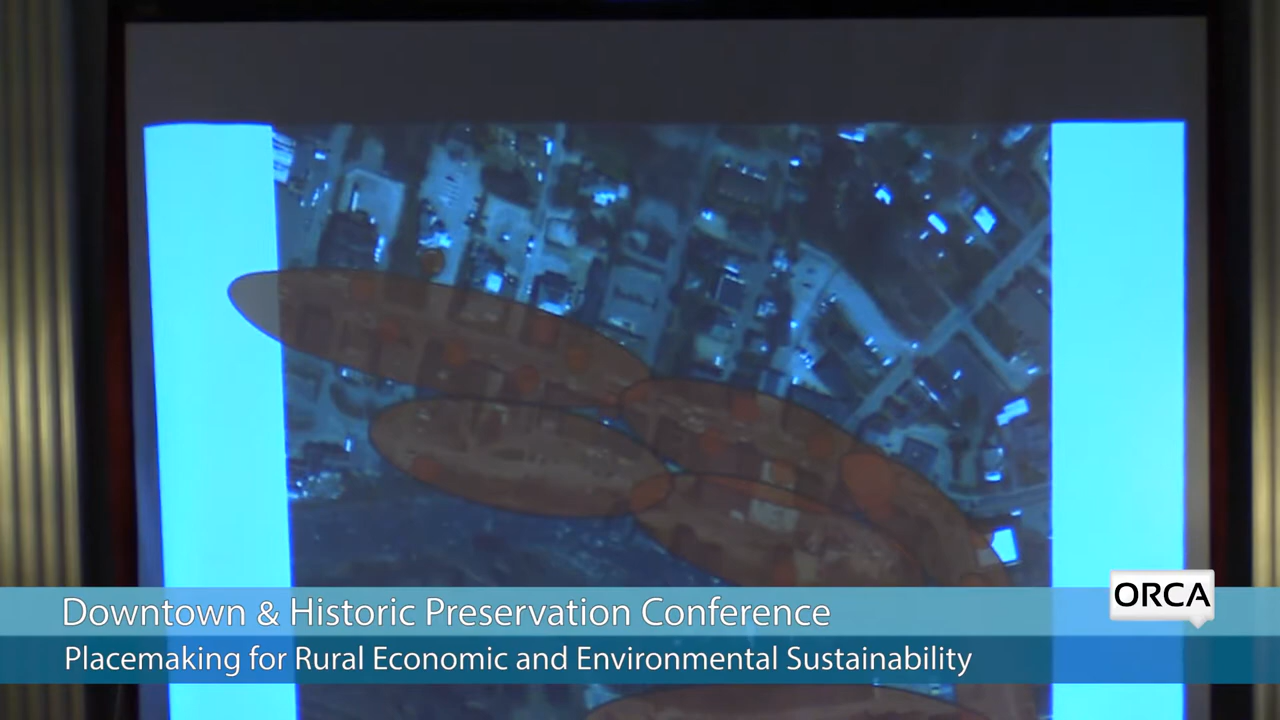 Downtown & Historic Preservation Conference
ORCA
Placemaking for Rural Economic and Environmental Sustainability